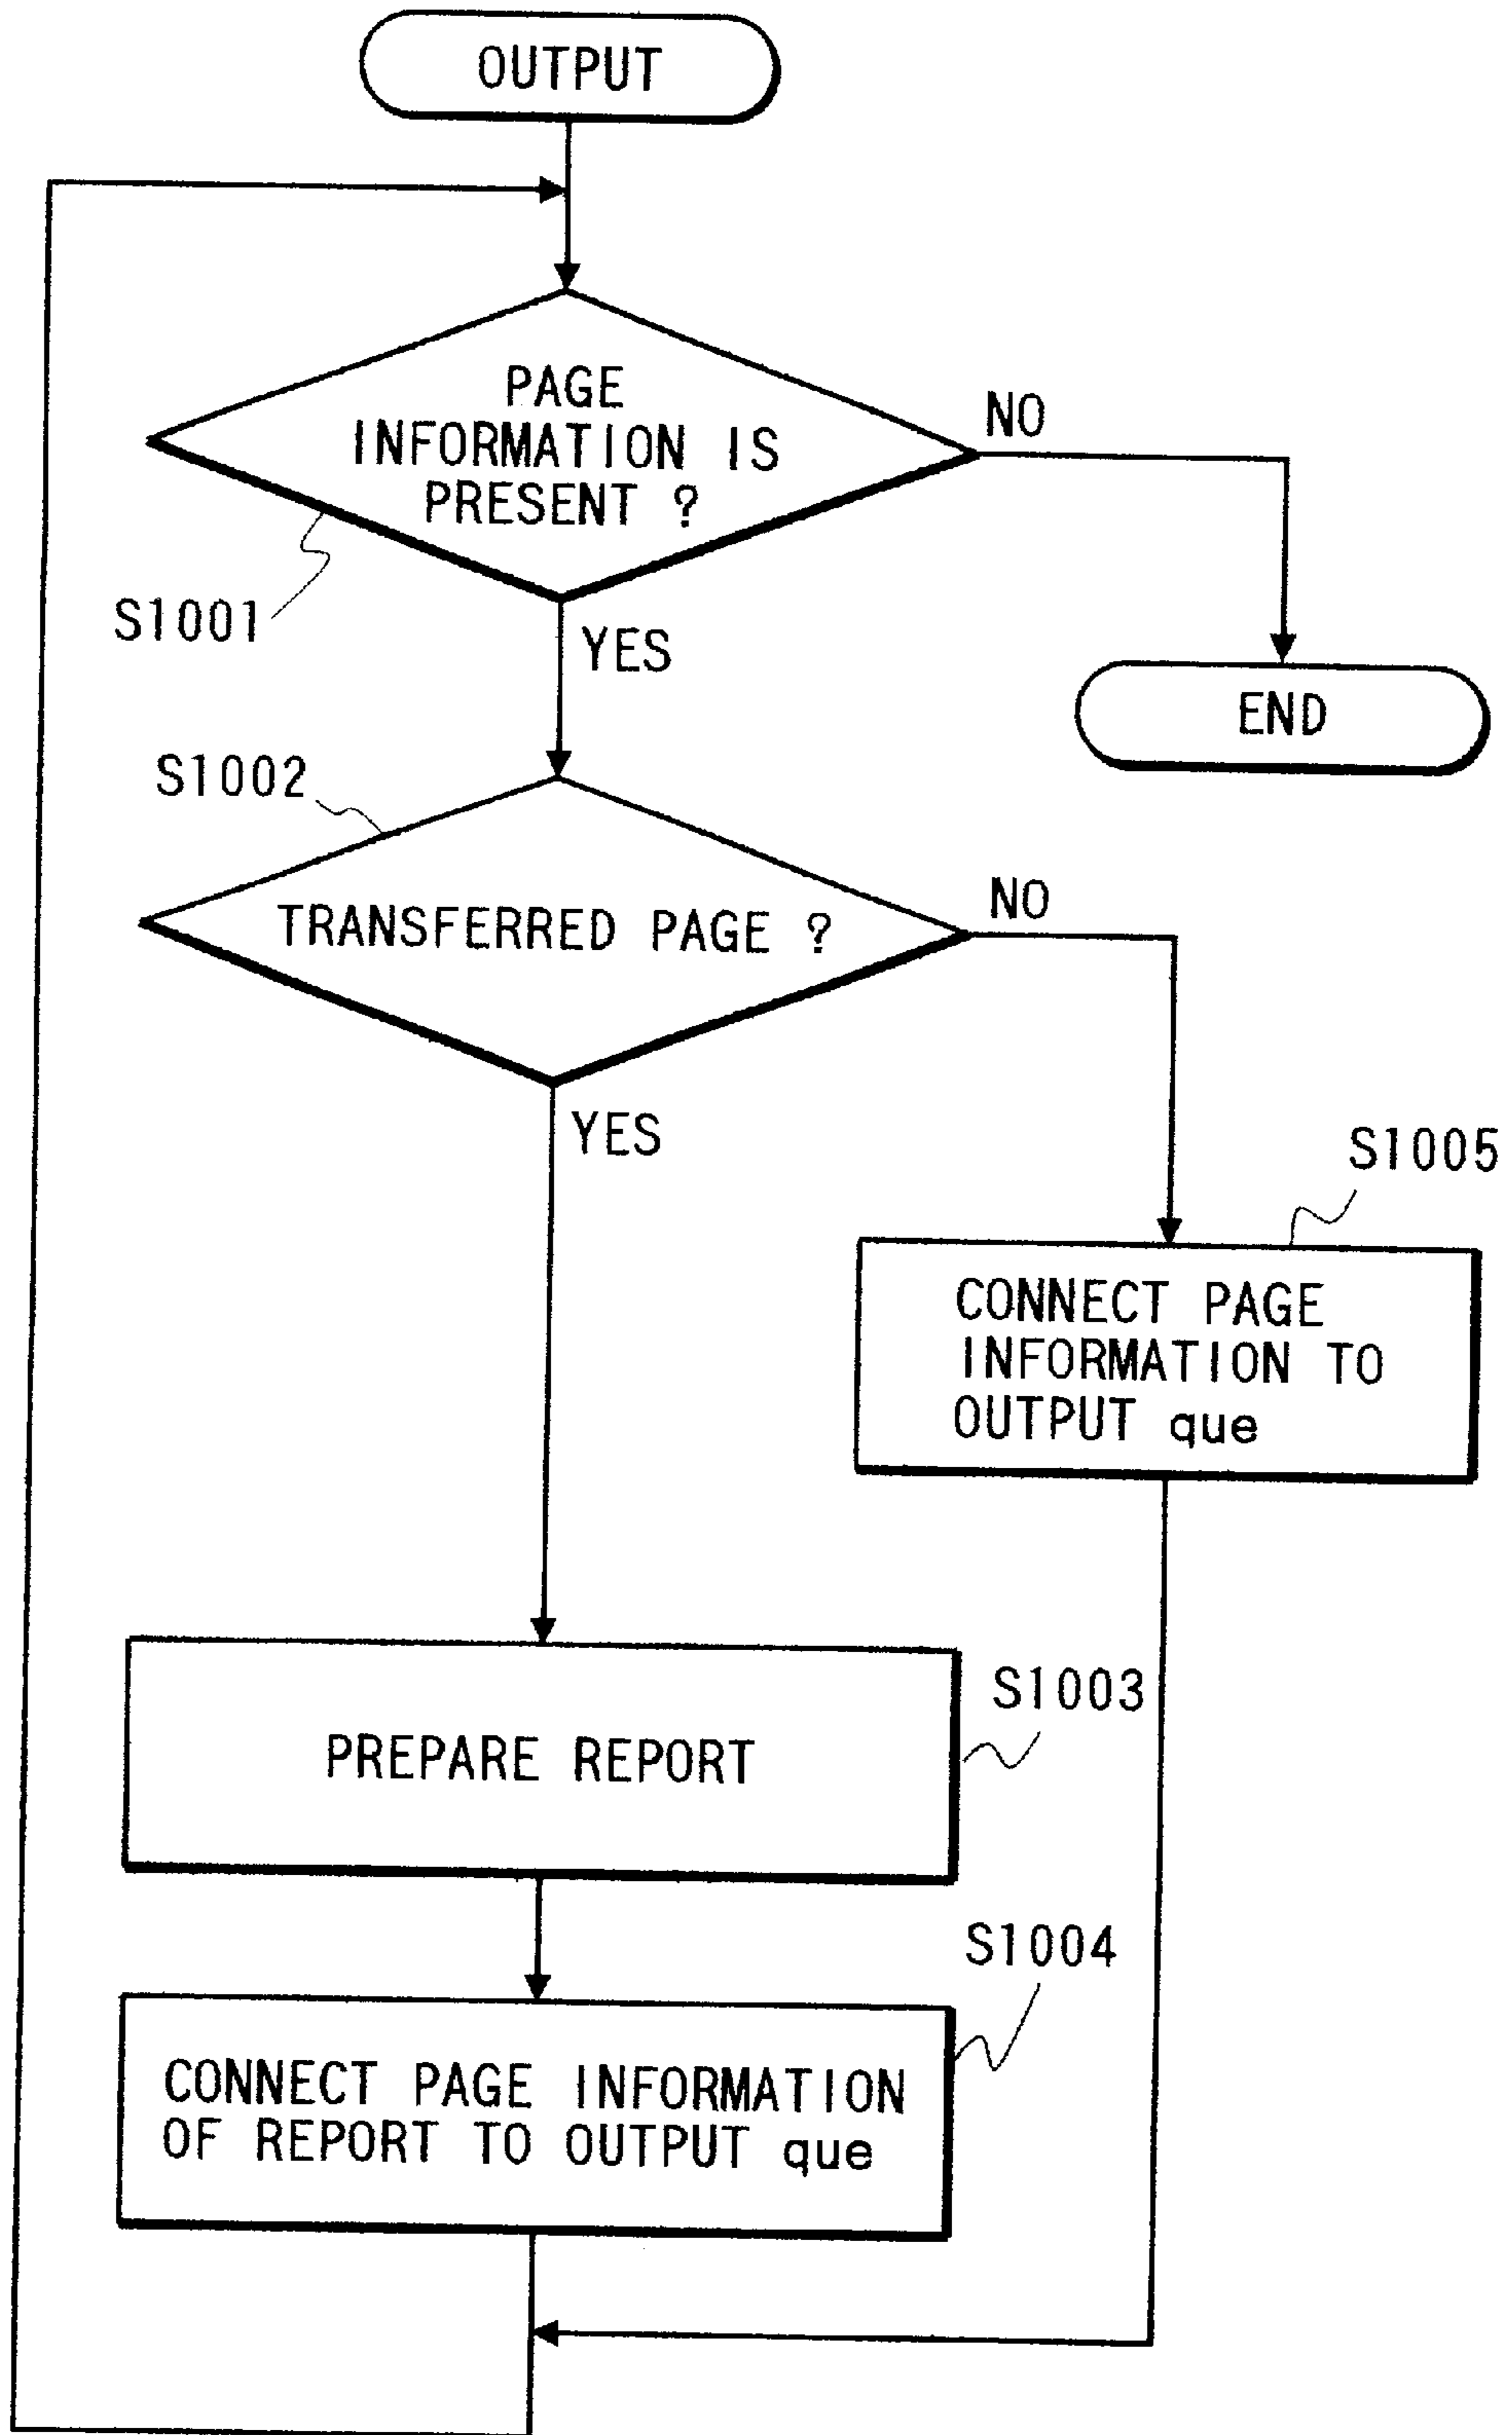 OUTPUT
PAGE
INFORMATION IS
PRESENT ?
NO
S1001
YES
END
S1002
TRANSFERRED PAGE ?
NO
YES
S1005
CONNECT PAGE
INFORMATION TO
OUTPUT que
S1003
PREPARE REPORT
S1004
CONNECT PAGE INFORMATION
OF REPORT TO OUTPUT que